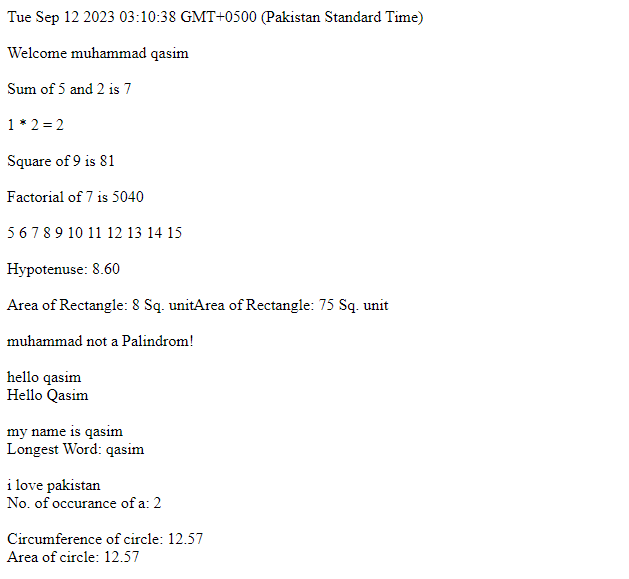 Tue Sep 12 2023 03:10:38 GMT+0500 (Pakistan Standard Time)
Welcome muhammad qasim
Sum of 5 and 2 is 7
1 * 2 = 2
Square of 9 is 81
Factorial of 7 is 5040
5 6 7 8 9 10 11 12 13 14 15
Hypotenuse: 8.60
Area of Rectangle: 8 Sq. unitArea of Rectangle: 75 Sq. unit
muhammad not a Palindrom!
hello qasim
Hello Qasim
my name is qasim
Longest Word: qasim
i love pakistan
No. of occurance of a: 2
Circumference of circle: 12.57
Area of circle: 12.57